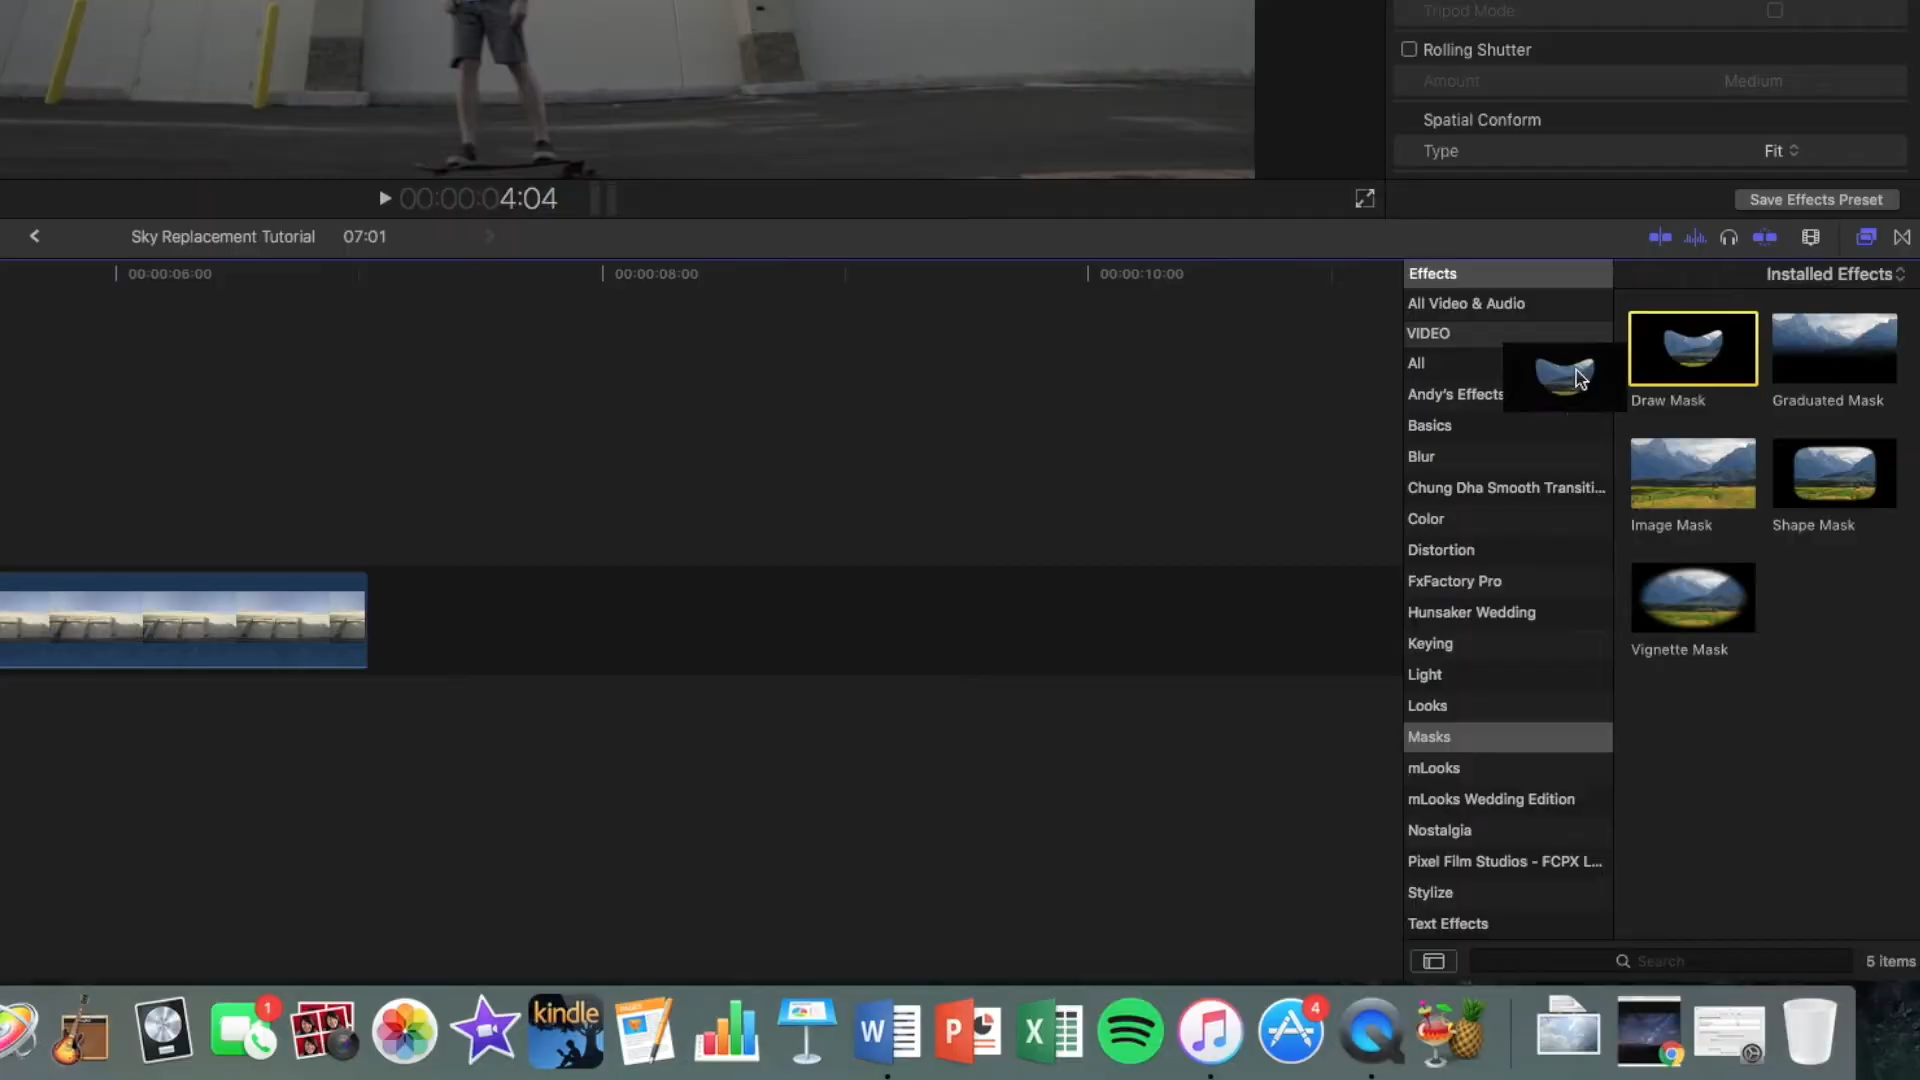 Tripod Mode
Rolling Shutter
Amount Medium
Spatial Conform
Type Fit
00:00:04:04
Save Effects Preset
Sky Replacement Tutorial 07:01
00:00:06:00 00:00:08:00 00:00:10:00
Effects
Installed Effects
All Video & Audio
VIDEO
All
Andy's Effects
Basics
Blur
Chung Dha Smooth Transiti...
Color
Distortion
FxFactory Pro
Hunsaker Wedding
Keying
Light
Looks
Masks
mLooks
mLooks Wedding Edition
Nostalgia
Pixel Film Studios - FCPX L...
Stylize
Text Effects
Draw Mask Graduated Mask
Image Mask Shape Mask
Vignette Mask
Search 5 items
1
kindle
PAGES
W
P
X
4